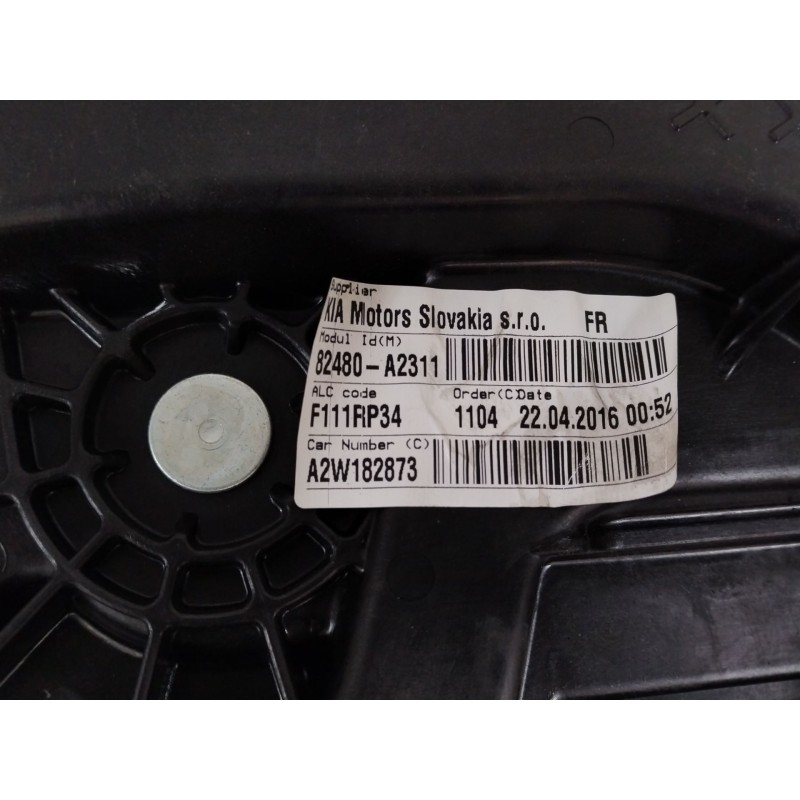 Supplier
KIA Motors Slovakia s.r.o. FR
Modul Id(M)
82480-A2311
ALC code Order(C)Date
F111RP34 1104 22.04.2016 00:52
Car Number (C)
A2W182873